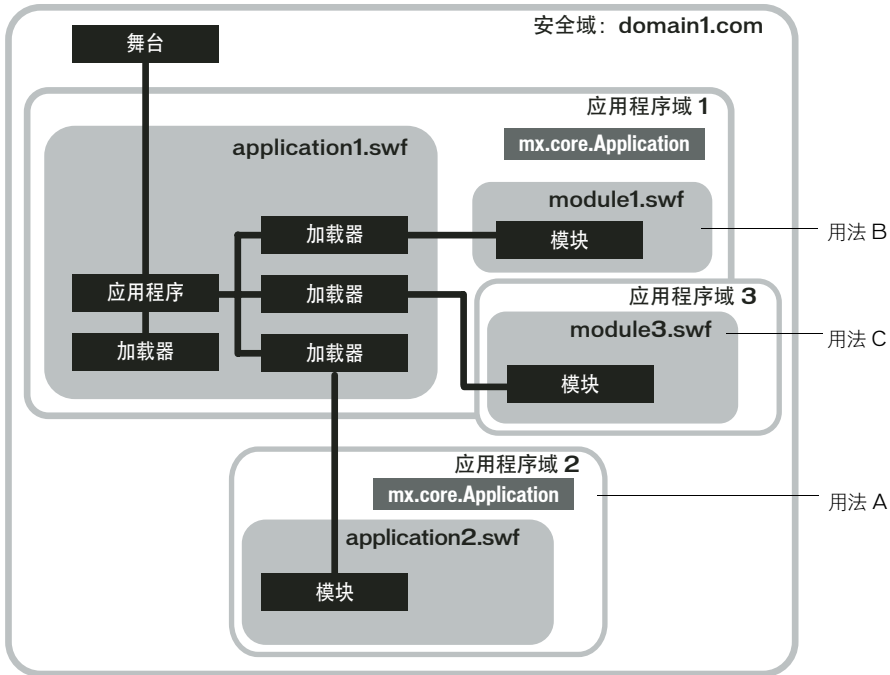 安全域：domain1.com
舞台
应用程序域 1
application1.swf
mx.core.Application
module1.swf
加载器
模块
用法 B
应用程序
加载器
应用程序域 3
module3.swf
用法 C
加载器
加载器
模块
应用程序域 2
mx.core.Application
用法 A
application2.swf
模块